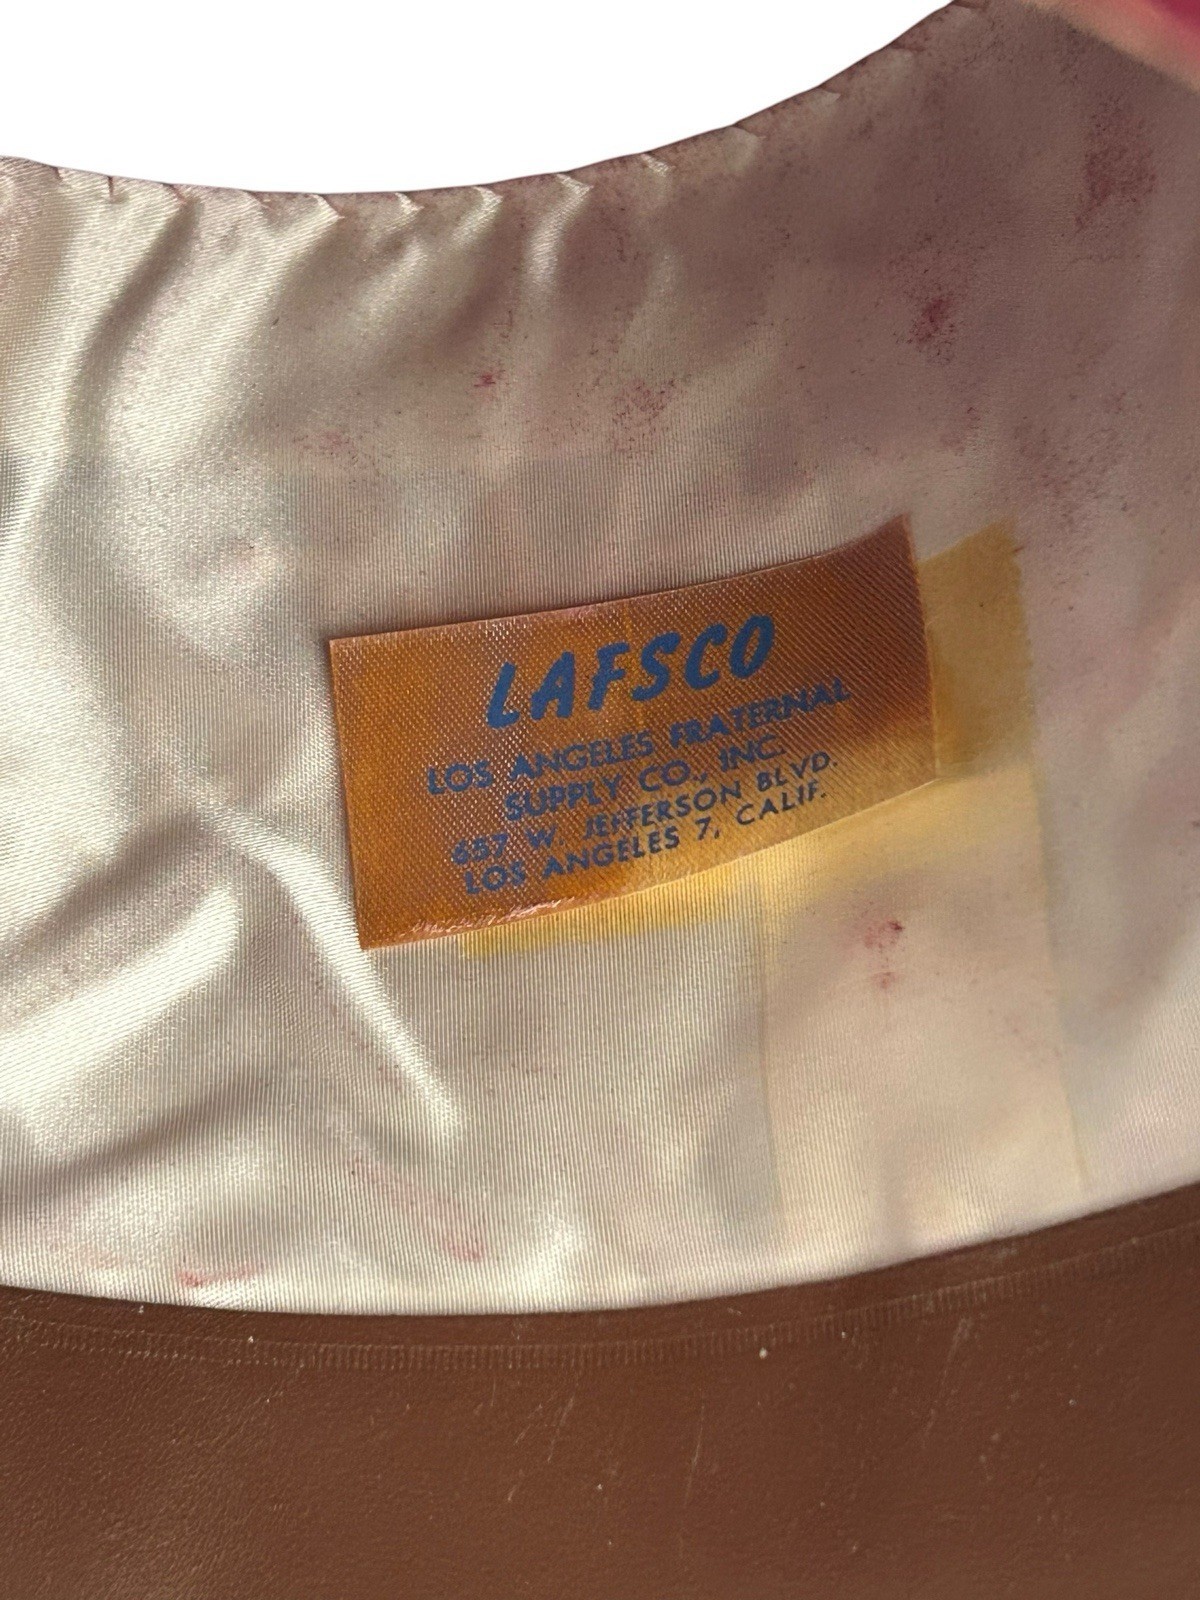 LAFSCO
LOS ANGELES FRATERNAL
SUPPLY CO., INC.
657 W. JEFFERSON BLVD.
LOS ANGELES 7, CALIF.